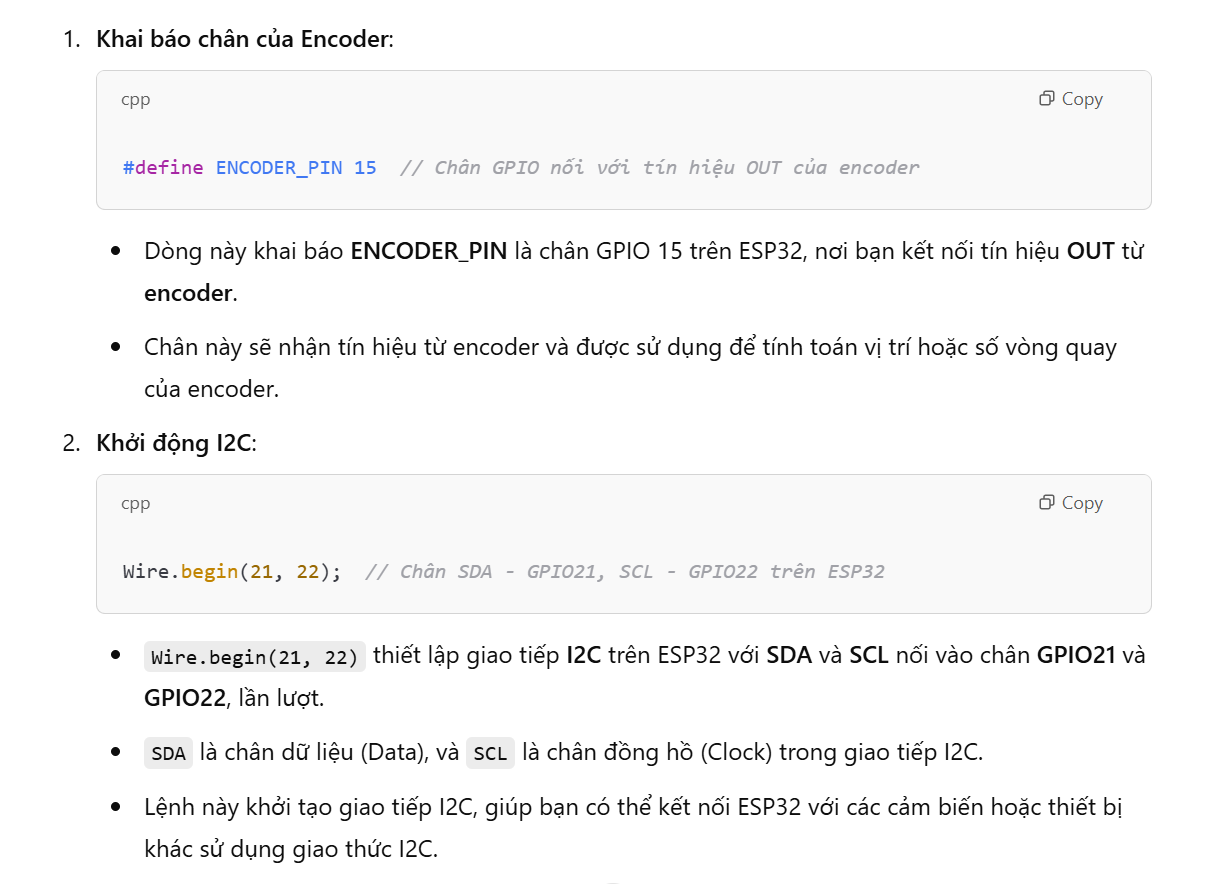 1. Khai báo chân của Encoder:
cpp
Copy
#define ENCODER_PIN 15  // Chân GPIO nối với tín hiệu OUT của encoder
• Dòng này khai báo ENCODER_PIN là chân GPIO 15 trên ESP32, nơi bạn kết nối tín hiệu OUT từ
encoder.
• Chân này sẽ nhận tín hiệu từ encoder và được sử dụng để tính toán vị trí hoặc số vòng quay
của encoder.
2. Khởi động I2C:
cpp
Copy
Wire.begin(21, 22);  // Chân SDA - GPIO21, SCL - GPIO22 trên ESP32
• Wire.begin(21, 22) thiết lập giao tiếp I2C trên ESP32 với SDA và SCL nối vào chân GPIO21 và
GPIO22, lần lượt.
• SDA là chân dữ liệu (Data), và SCL là chân đồng hồ (Clock) trong giao tiếp I2C.
• Lệnh này khởi tạo giao tiếp I2C, giúp bạn có thể kết nối ESP32 với các cảm biến hoặc thiết bị
khác sử dụng giao thức I2C.